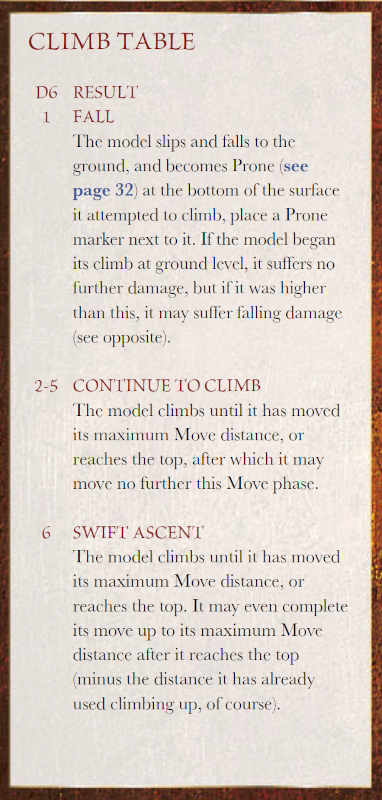 CLIMB TABLE
D6 RESULT
1 FALL
The model slips and falls to the
ground, and becomes Prone (see
page 32) at the bottom of the surface
it attempted to climb, place a Prone
marker next to it. If the model began
its climb at ground level, it suffers no
further damage, but if it was higher
than this, it may suffer falling damage
(see opposite).
2-5 CONTINUE TO CLIMB
The model climbs until it has moved
its maximum Move distance, or
reaches the top, after which it may
move no further this Move phase.
6 SWIFT ASCENT
The model climbs until it has moved
its maximum Move distance, or
reaches the top. It may even complete
its move up to its maximum Move
distance after it reaches the top
(minus the distance it has already
used climbing up, of course).